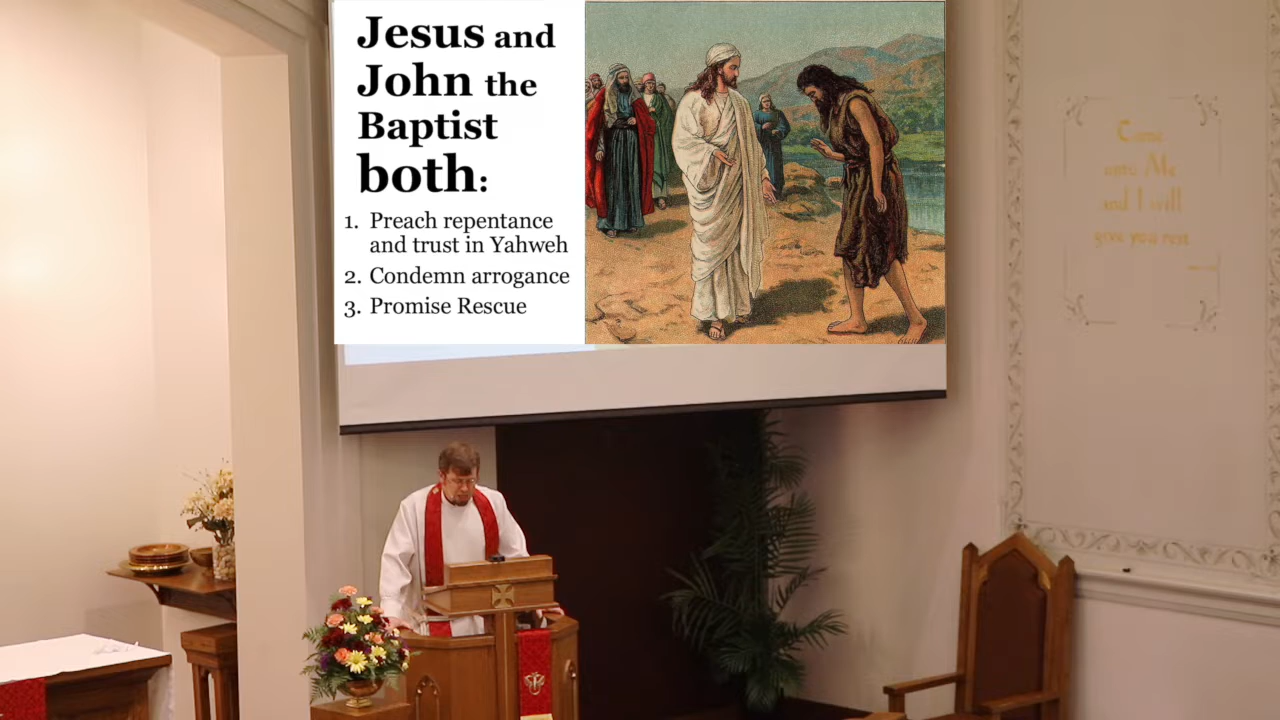 Jesus and
John the
Baptist
both:
1. Preach repentance
and trust in Yahweh
2. Condemn arrogance
3. Promise Rescue
Come
unto Me
and I will
give you rest